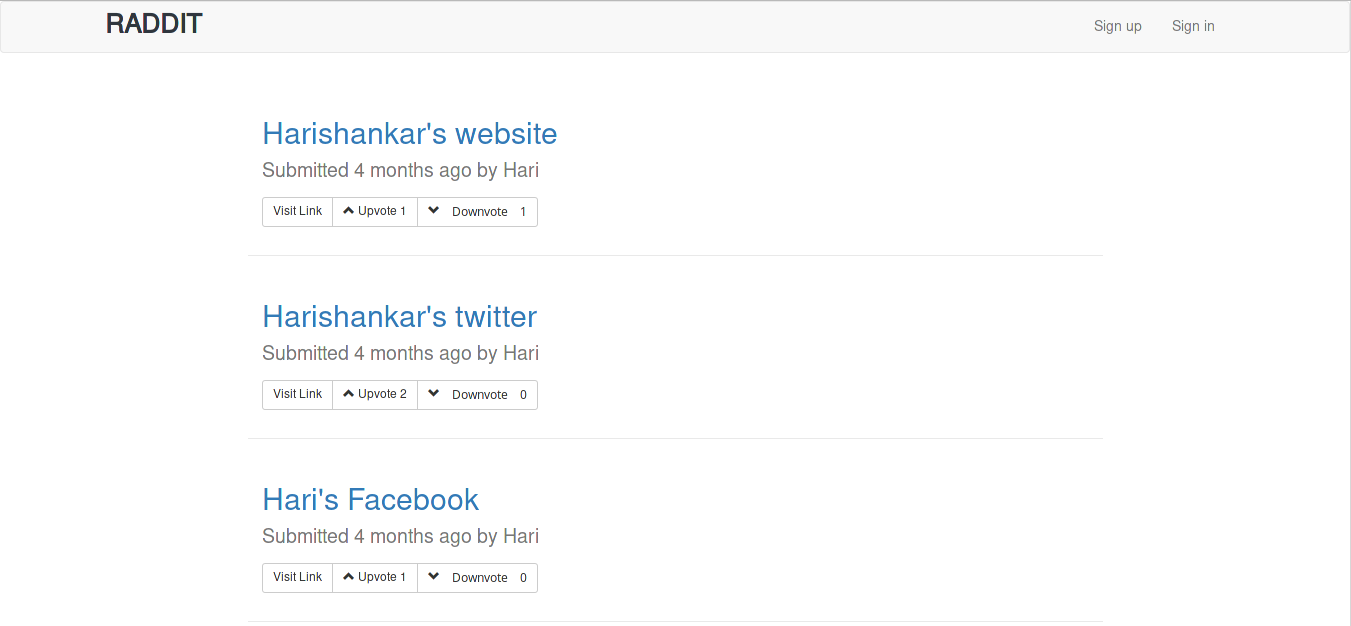 RADDIT Sign up Sign in
Harishankar's website
Submitted 4 months ago by Hari
Visit Link Upvote 1 Downvote 1
Harishankar's twitter
Submitted 4 months ago by Hari
Visit Link Upvote 2 Downvote 0
Hari's Facebook
Submitted 4 months ago by Hari
Visit Link Upvote 1 Downvote 0